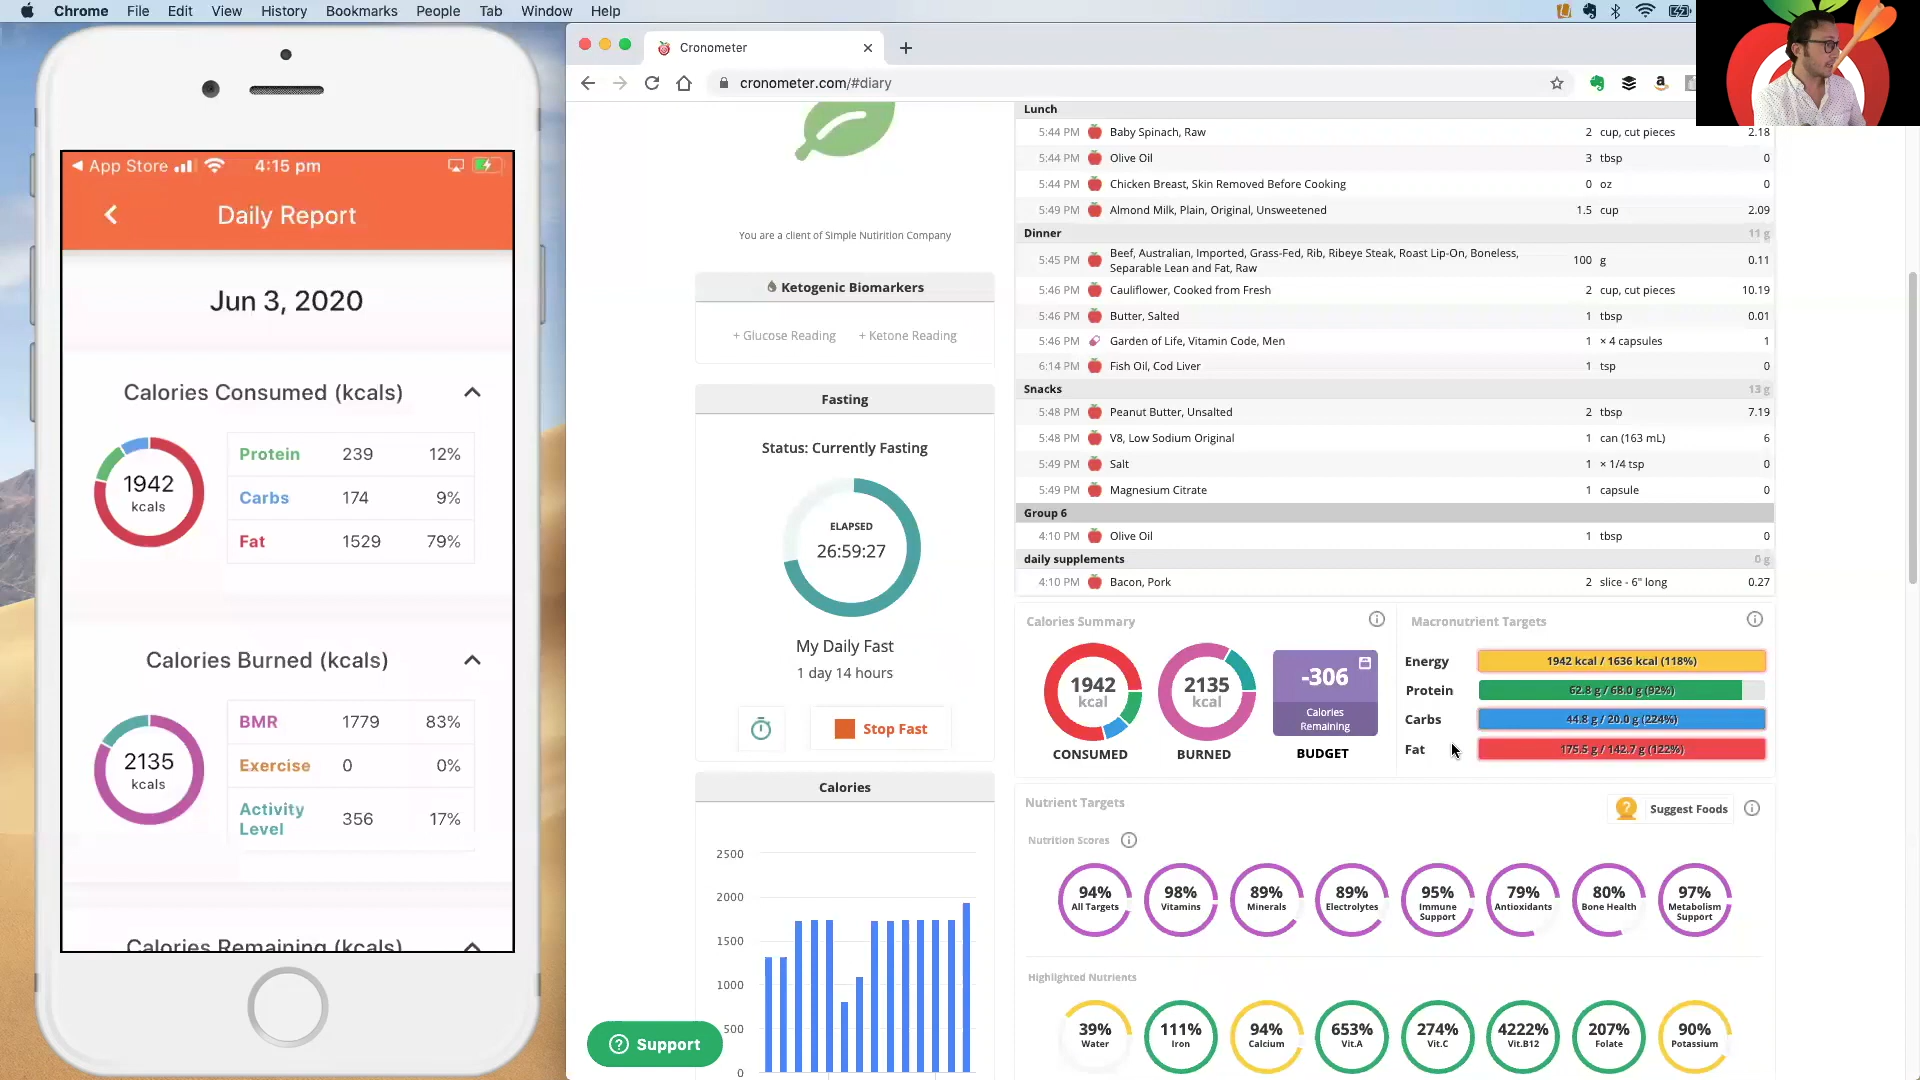 Chrome File Edit View History Bookmarks People Tab Window Help
App Store 4:15 pm
Daily Report
Jun 3, 2020
Calories Consumed (kcals)
1942
kcals
Protein 239 12%
Carbs 174 9%
Fat 1529 79%
Calories Burned (kcals)
2135
kcals
BMR 1779 83%
Exercise 0 0%
Activity
Level 356 17%
Calories Remaining (kcals)
Cronometer
cronometer.com/#diary
You are a client of Simple Nutirition Company
Ketogenic Biomarkers
+ Glucose Reading + Ketone Reading
Fasting
Status: Currently Fasting
ELAPSED
26:59:27
My Daily Fast
1 day 14 hours
Stop Fast
Calories
2500
2000
1500
1000
500
0
Support
Lunch
5:44 PM Baby Spinach, Raw 2 cup, cut pieces 2.18
5:44 PM Olive Oil 3 tbsp 0
5:44 PM Chicken Breast, Skin Removed Before Cooking 0 oz 0
5:49 PM Almond Milk, Plain, Original, Unsweetened 1.5 cup 2.09
Dinner 11 g
5:45 PM Beef, Australian, Imported, Grass-Fed, Rib, Ribeye Steak, Roast Lip-On, Boneless,
Separable Lean and Fat, Raw 100 g 0.11
5:46 PM Cauliflower, Cooked from Fresh 2 cup, cut pieces 10.19
5:46 PM Butter, Salted 1 tbsp 0.01
5:46 PM Garden of Life, Vitamin Code, Men 1 × 4 capsules 1
6:14 PM Fish Oil, Cod Liver 1 tsp 0
Snacks 13 g
5:48 PM Peanut Butter, Unsalted 2 tbsp 7.19
5:48 PM V8, Low Sodium Original 1 can (163 mL) 6
5:49 PM Salt 1 × 1/4 tsp 0
5:49 PM Magnesium Citrate 1 capsule 0
Group 6
4:10 PM Olive Oil 1 tbsp 0
daily supplements 0 g
4:10 PM Bacon, Pork 2 slice - 6" long 0.27
Calories Summary
1942
kcal
CONSUMED
2135
kcal
BURNED
-306
Calories
Remaining
BUDGET
Macronutrient Targets
Energy 1942 kcal / 1636 kcal (118%)
Protein 62.8 g / 68.0 g (92%)
Carbs 44.8 g / 20.0 g (224%)
Fat 175.5 g / 142.7 g (122%)
Nutrient Targets
Suggest Foods
Nutrition Scores
94%
All Targets
98%
Vitamins
89%
Minerals
89%
Electrolytes
95%
Immune
Support
79%
Antioxidants
80%
Bone Health
97%
Metabolism
Support
Highlighted Nutrients
39%
Water
111%
Iron
94%
Calcium
653%
Vit.A
274%
Vit.C
4222%
Vit.B12
207%
Folate
90%
Potassium